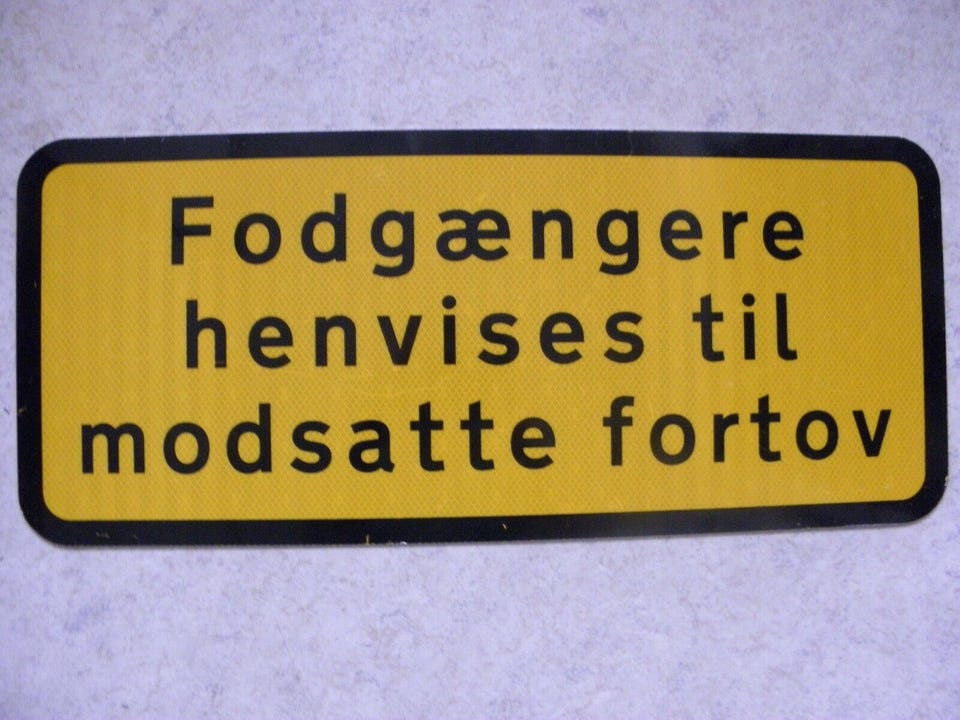 Fodgængere
henvises til
modsatte fortov